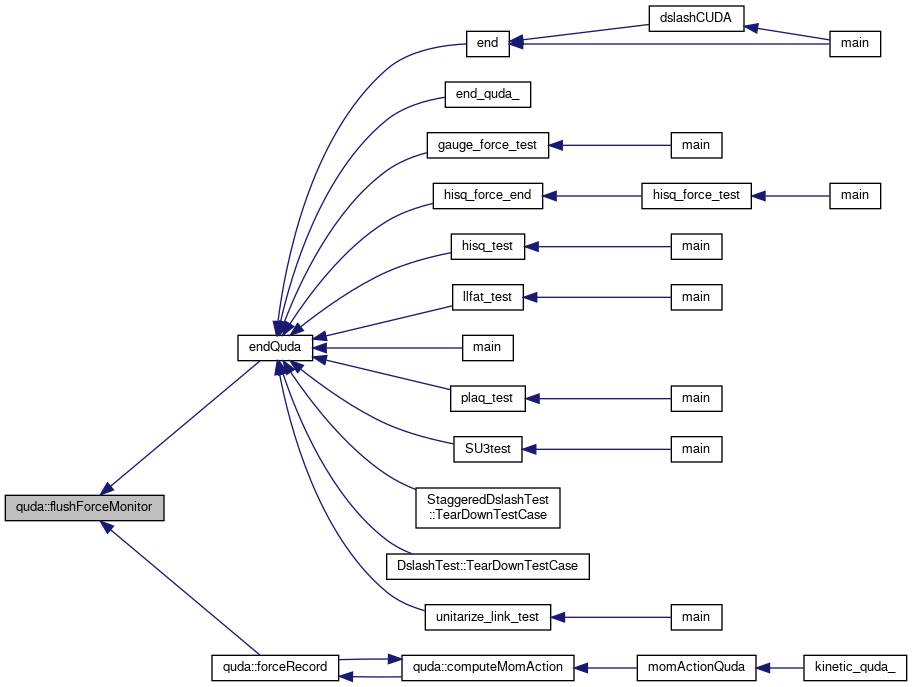 dslashCUDA
end
main
end_quda_
gauge_force_test
main
hisq_force_end
hisq_force_test
main
hisq_test
main
llfat_test
main
endQuda
main
plaq_test
main
SU3test
main
quda::flushForceMonitor
StaggeredDslashTest
::TearDownTestCase
DslashTest::TearDownTestCase
unitarize_link_test
main
quda::forceRecord
quda::computeMomAction
momActionQuda
kinetic_quda_